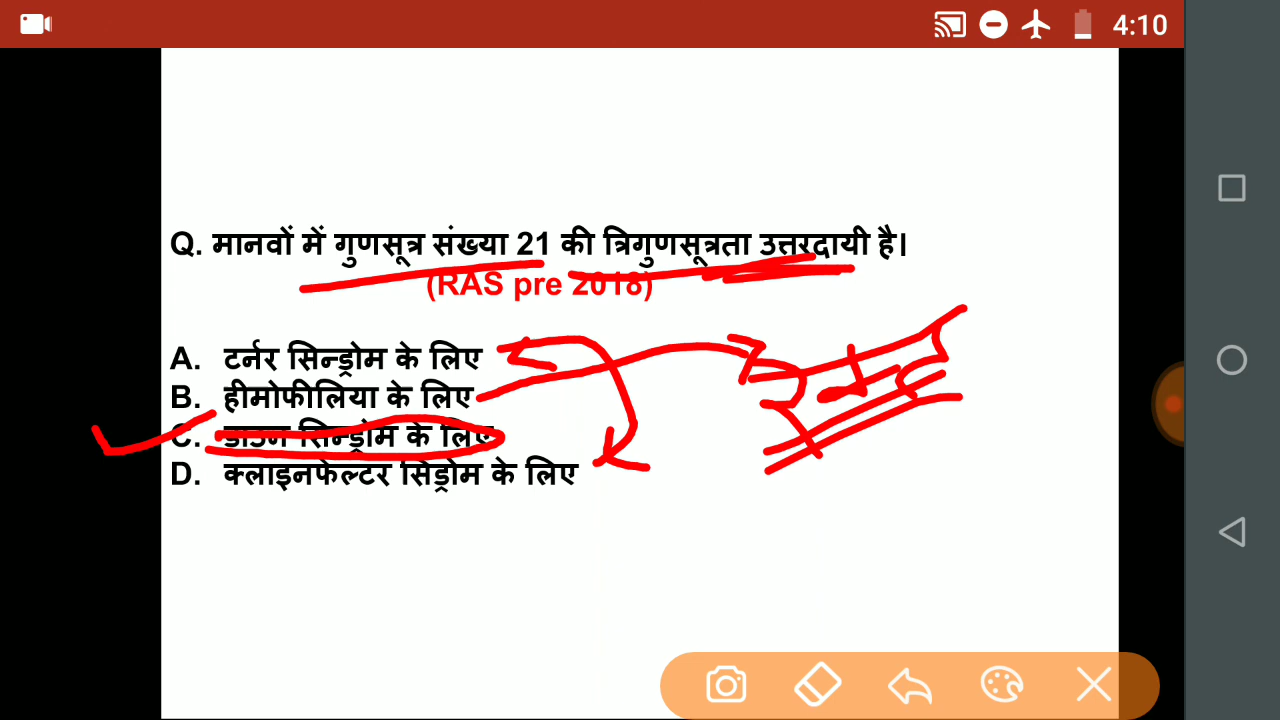 4:10
Q. मानवों में गुणसूत्र संख्या 21 की त्रिगुणसूत्रता उत्तरदायी है।
(RAS pre 2018)
A. टर्नर सिन्ड्रोम के लिए
B. हीमोफीलिया के लिए
C. डाउन सिन्ड्रोम के लिए
D. क्लाइनफेल्टर सिंड्रोम के लिए